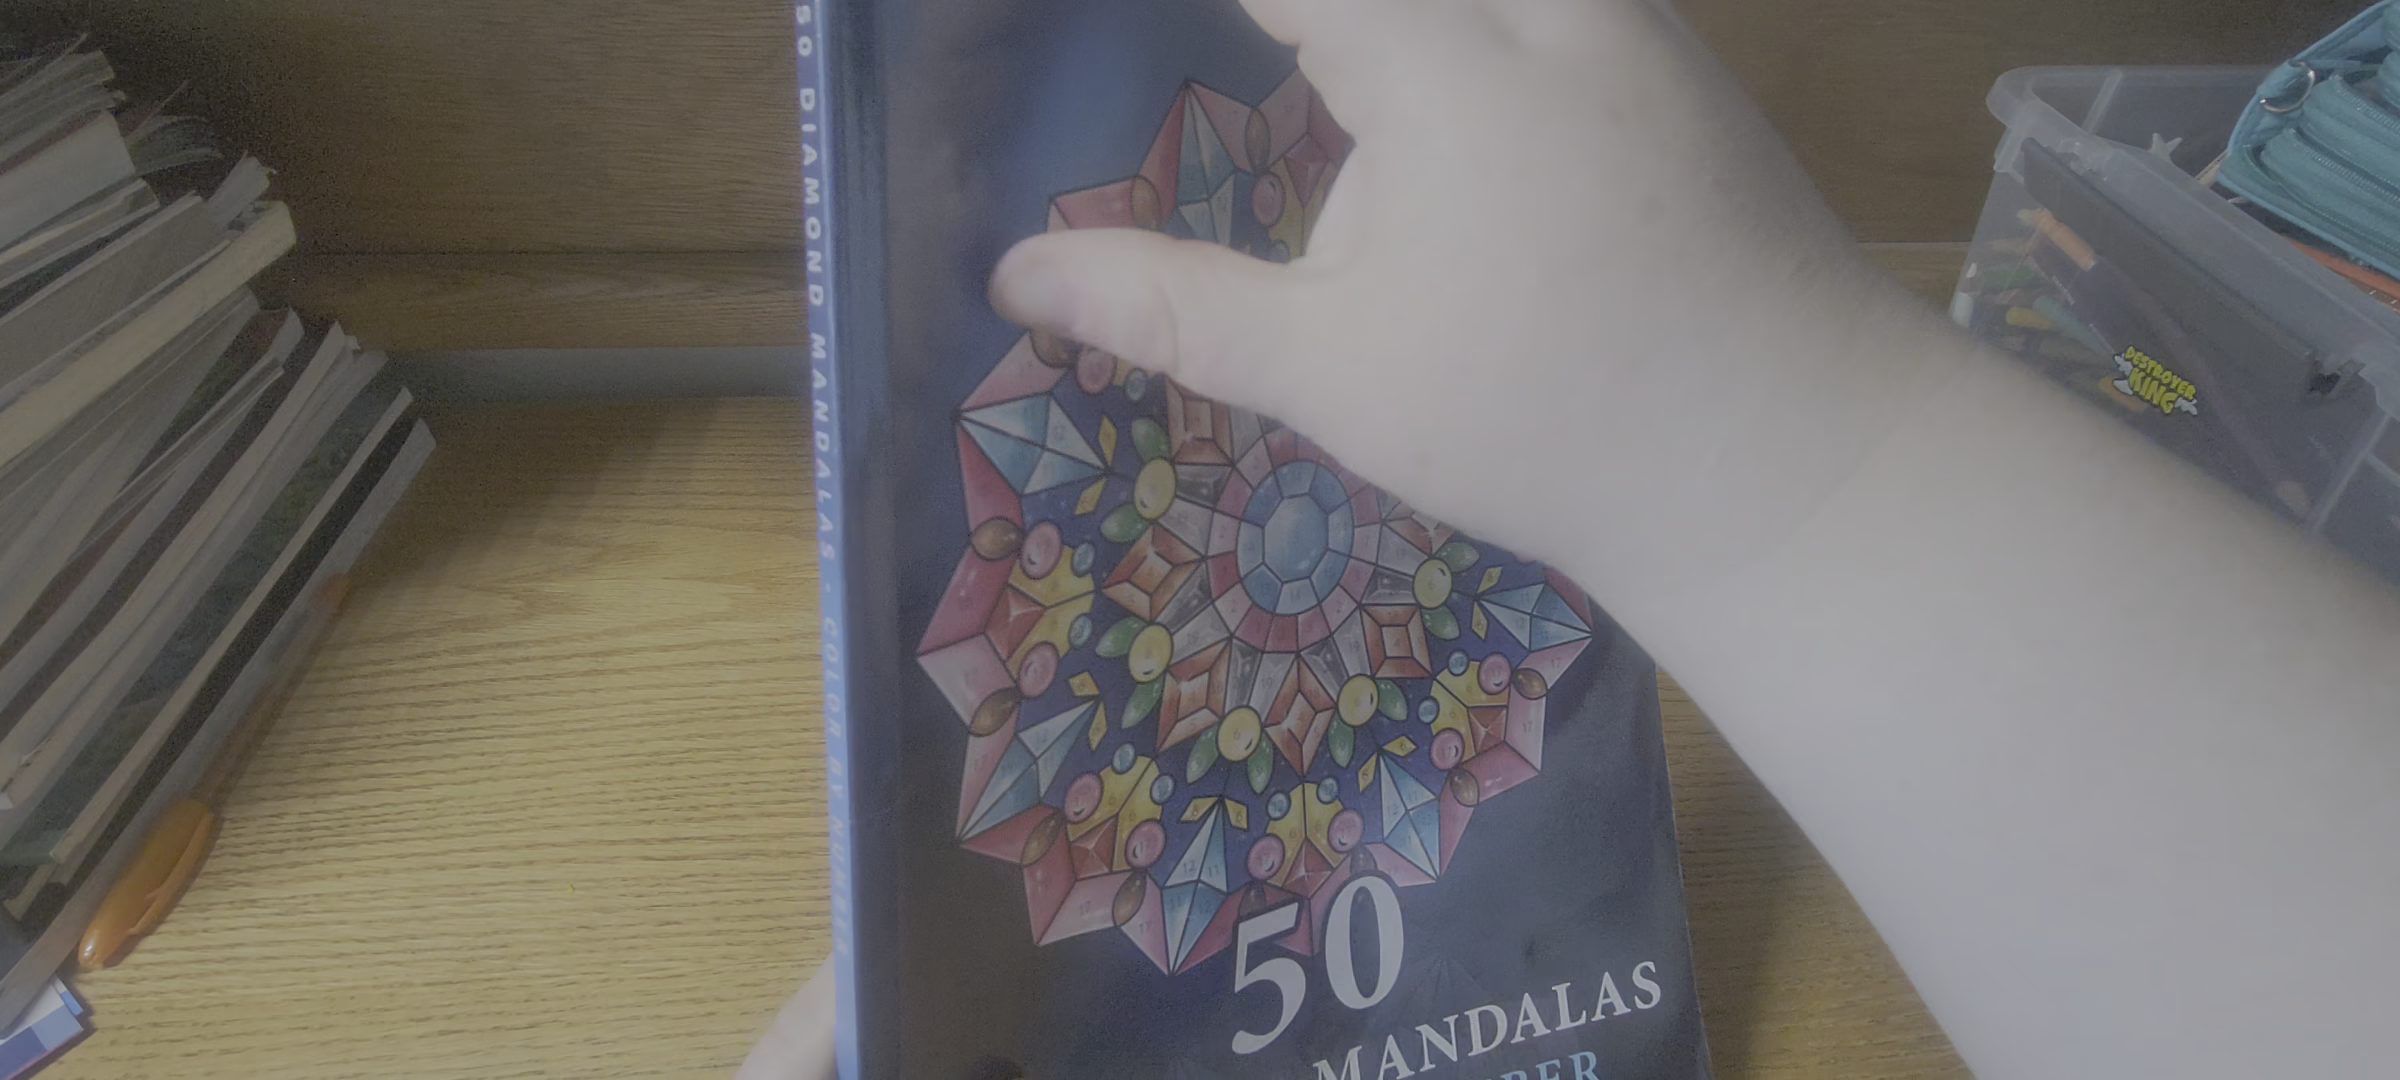 50 DIAMOND MANDALAS - COLOR BY NUMBER
50
MANDALAS
DESTROYER
KING